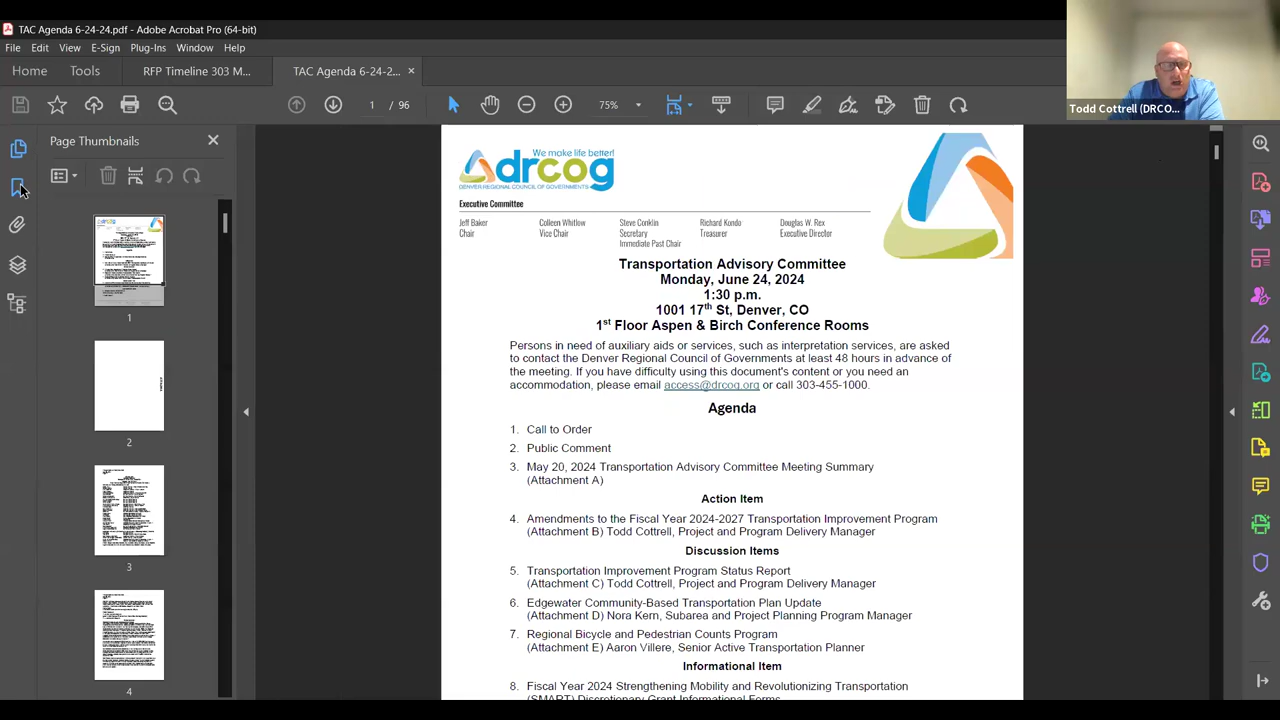 TAC Agenda 6-24-24.pdf - Adobe Acrobat Pro (64-bit)
File Edit View E-Sign Plug-Ins Window Help
Home Tools RFP Timeline 303 M... TAC Agenda 6-24-2... ×
1 / 96 75%
Todd Cottrell (DRCO...
Page Thumbnails
1
2
3
4
We make life better!
drcog
DENVER REGIONAL COUNCIL OF GOVERNMENTS
Executive Committee
Jeff Baker Colleen Whitlow Steve Conklin Richard Kondo Douglas W. Rex
Chair Vice Chair Secretary Treasurer Executive Director
Immediate Past Chair
Transportation Advisory Committee
Monday, June 24, 2024
1:30 p.m.
1001 17th St, Denver, CO
1st Floor Aspen & Birch Conference Rooms
Persons in need of auxiliary aids or services, such as interpretation services, are asked
to contact the Denver Regional Council of Governments at least 48 hours in advance of
the meeting. If you have difficulty using this document's content or you need an
accommodation, please email access@drcog.org or call 303-455-1000.
Agenda
1. Call to Order
2. Public Comment
3. May 20, 2024 Transportation Advisory Committee Meeting Summary
(Attachment A)
Action Item
4. Amendments to the Fiscal Year 2024-2027 Transportation Improvement Program
(Attachment B) Todd Cottrell, Project and Program Delivery Manager
Discussion Items
5. Transportation Improvement Program Status Report
(Attachment C) Todd Cottrell, Project and Program Delivery Manager
6. Edgewater Community-Based Transportation Plan Update
(Attachment D) Nora Kern, Subarea and Project Planning Program Manager
7. Regional Bicycle and Pedestrian Counts Program
(Attachment E) Aaron Villere, Senior Active Transportation Planner
Informational Item
8. Fiscal Year 2024 Strengthening Mobility and Revolutionizing Transportation
(SMART) Discretionary Grant Informational Forms